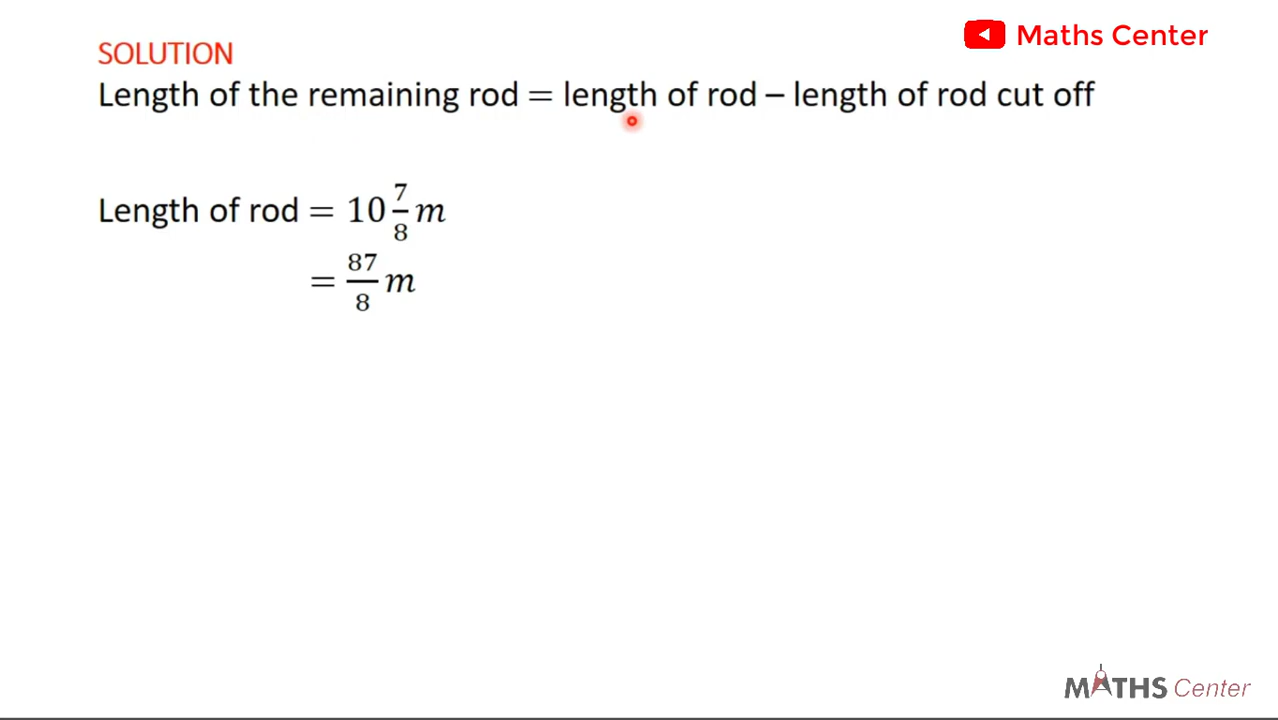 Maths Center
SOLUTION
Length of the remaining rod = length of rod – length of rod cut off
Length of rod = 10 7/8 m
= 87/8 m
MATHS Center